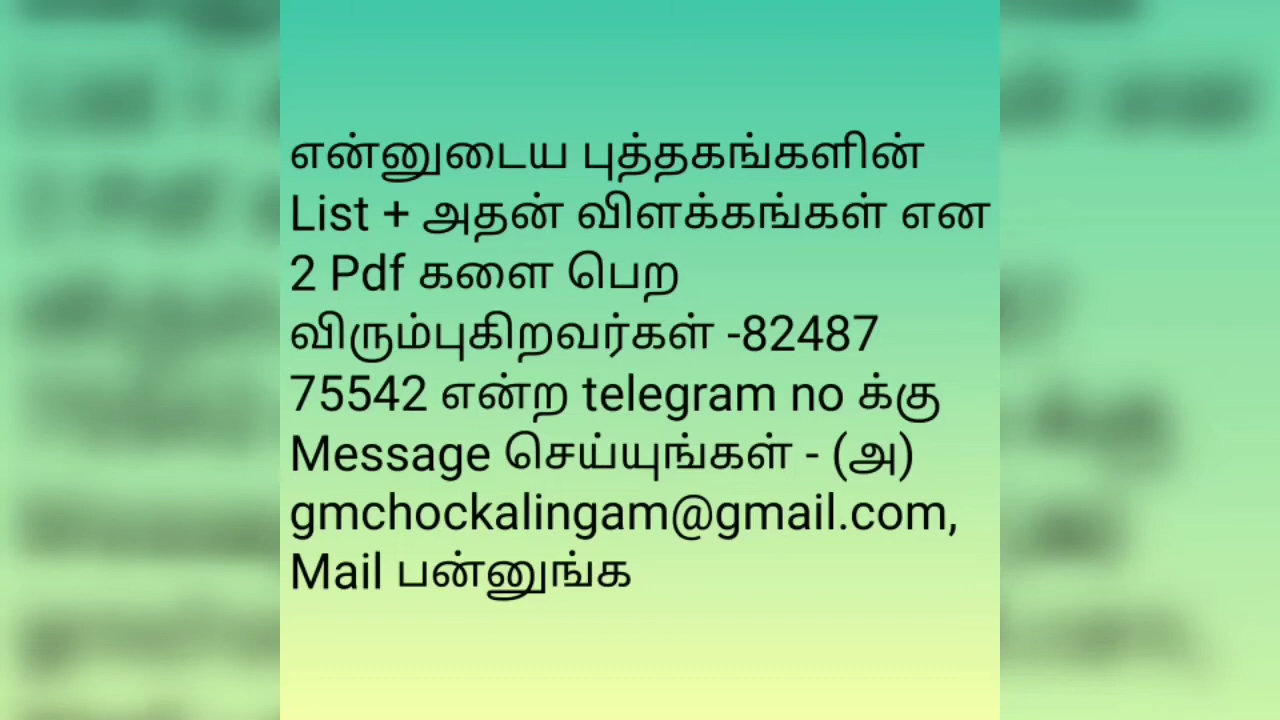 என்னுடைய புத்தகங்களின்
List + அதன் விளக்கங்கள் என
2 Pdf களை பெற
விரும்புகிறவர்கள் -82487
75542 என்ற telegram no க்கு
Message செய்யுங்கள் - (அ)
gmchockalingam@gmail.com,
Mail பன்னுங்க